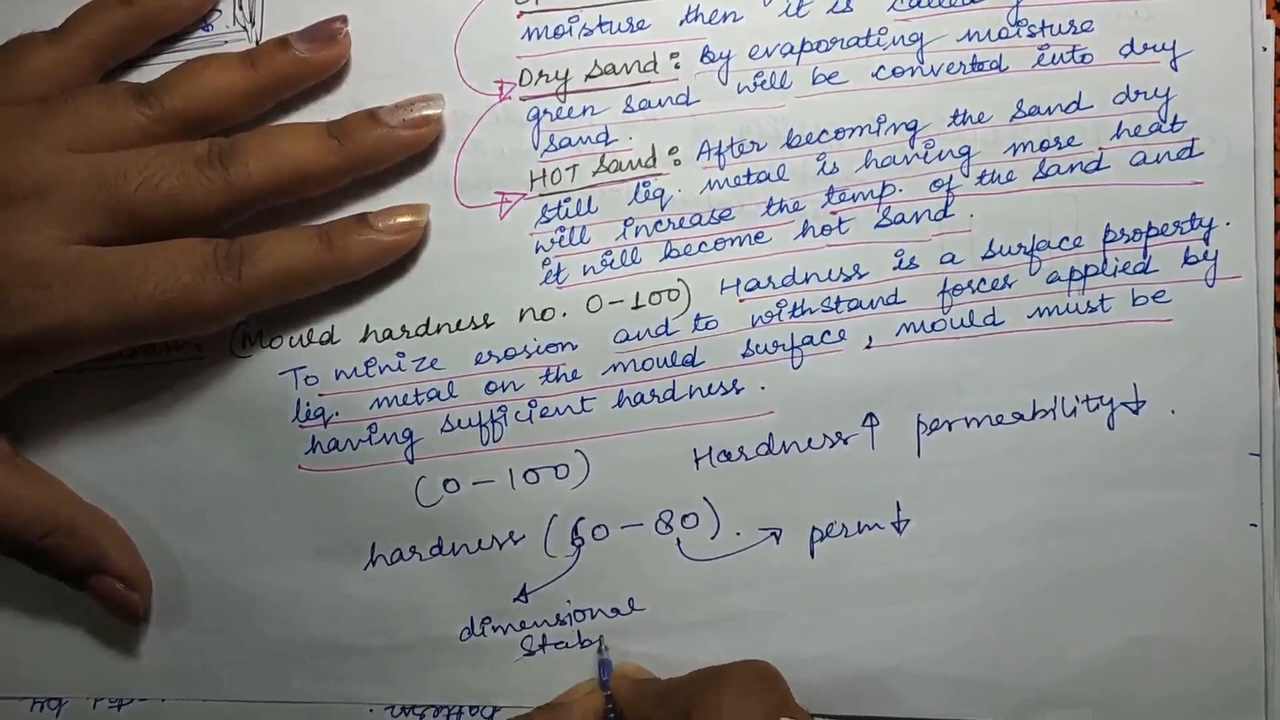 moisture then it is called
Dry Sand : By evaporating moisture
green sand will be converted into dry
sand.
HOT Sand : After becoming the sand dry
still liq. metal is having more heat
will increase the temp. of the sand and
it will become hot sand.
(Mould hardness no. 0-100) Hardness is a surface property.
To minize erosion and to withstand forces applied by
liq. metal on the mould surface, mould must be
having sufficient hardness.
(0-100) Hardness↑ permeability↓.
hardness (60-80). → perm↓
dimensional
stab
pattern.
by